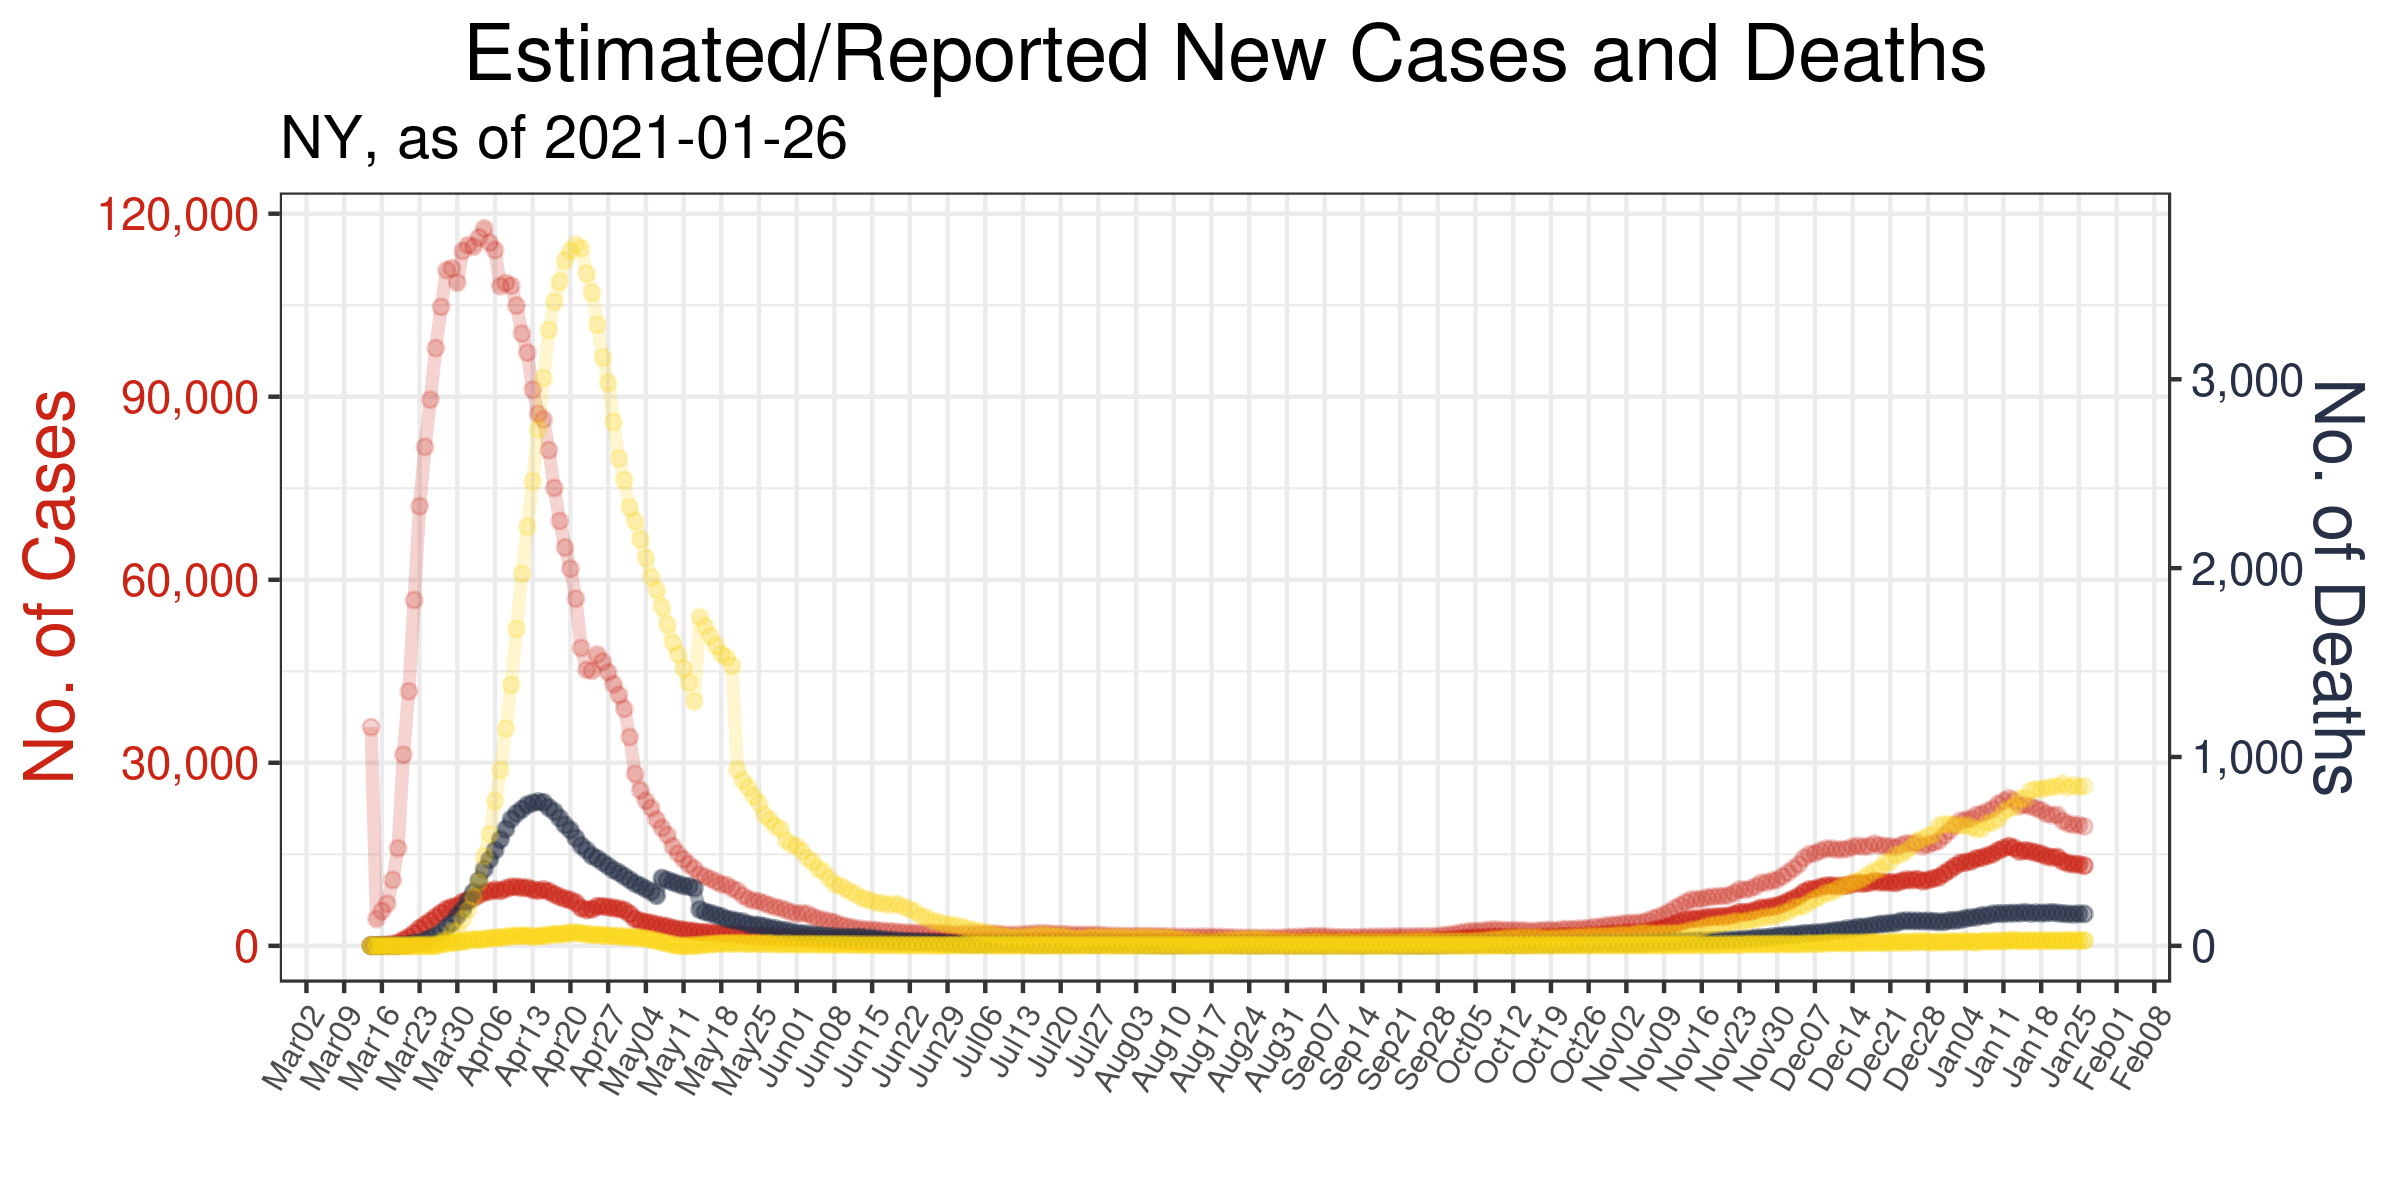 Estimated/Reported New Cases and Deaths
NY, as of 2021-01-26
No. of Cases
120,000
90,000
60,000
30,000
0
3,000
2,000
1,000
0
No. of Deaths
Mar02
Mar09
Mar16
Mar23
Mar30
Apr06
Apr13
Apr20
Apr27
May04
May11
May18
May25
Jun01
Jun08
Jun15
Jun22
Jun29
Jul06
Jul13
Jul20
Jul27
Aug03
Aug10
Aug17
Aug24
Aug31
Sep07
Sep14
Sep21
Sep28
Oct05
Oct12
Oct19
Oct26
Nov02
Nov09
Nov16
Nov23
Nov30
Dec07
Dec14
Dec21
Dec28
Jan04
Jan11
Jan18
Jan25
Feb01
Feb08